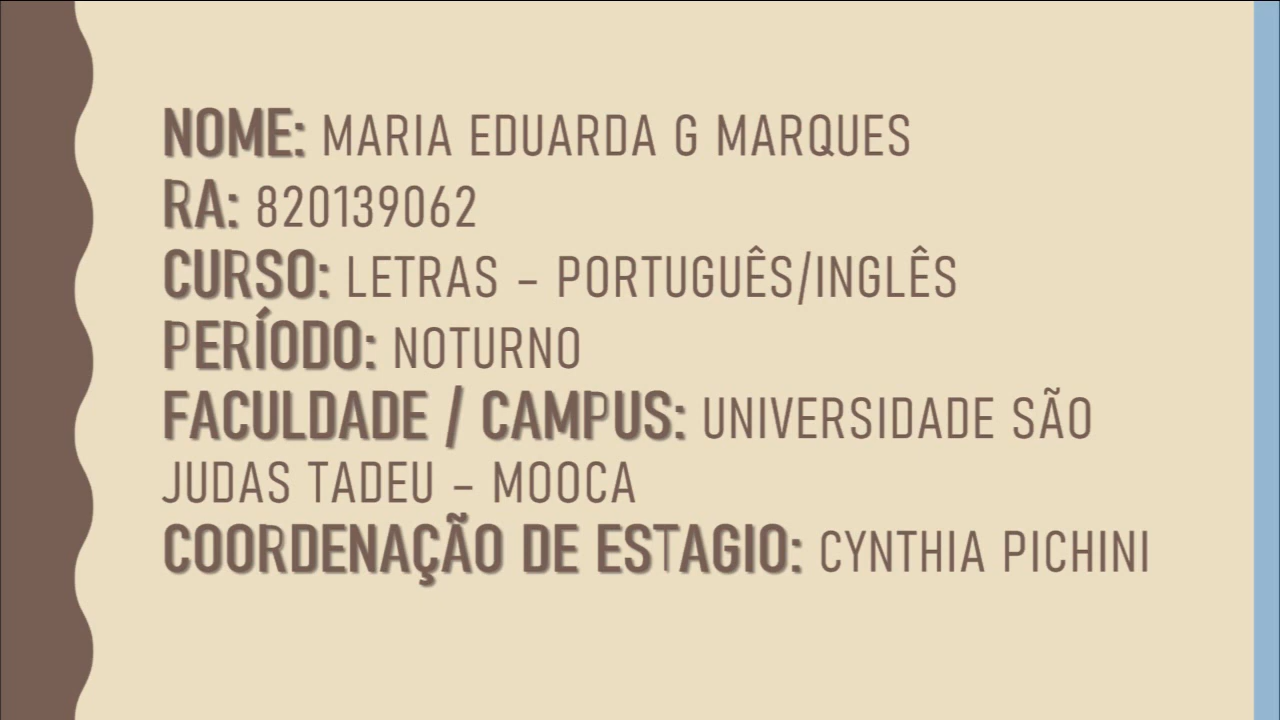 NOME: MARIA EDUARDA G MARQUES
RA: 820139062
CURSO: LETRAS – PORTUGUÊS/INGLÊS
PERÍODO: NOTURNO
FACULDADE / CAMPUS: UNIVERSIDADE SÃO
JUDAS TADEU – MOOCA
COORDENAÇÃO DE ESTAGIO: CYNTHIA PICHINI